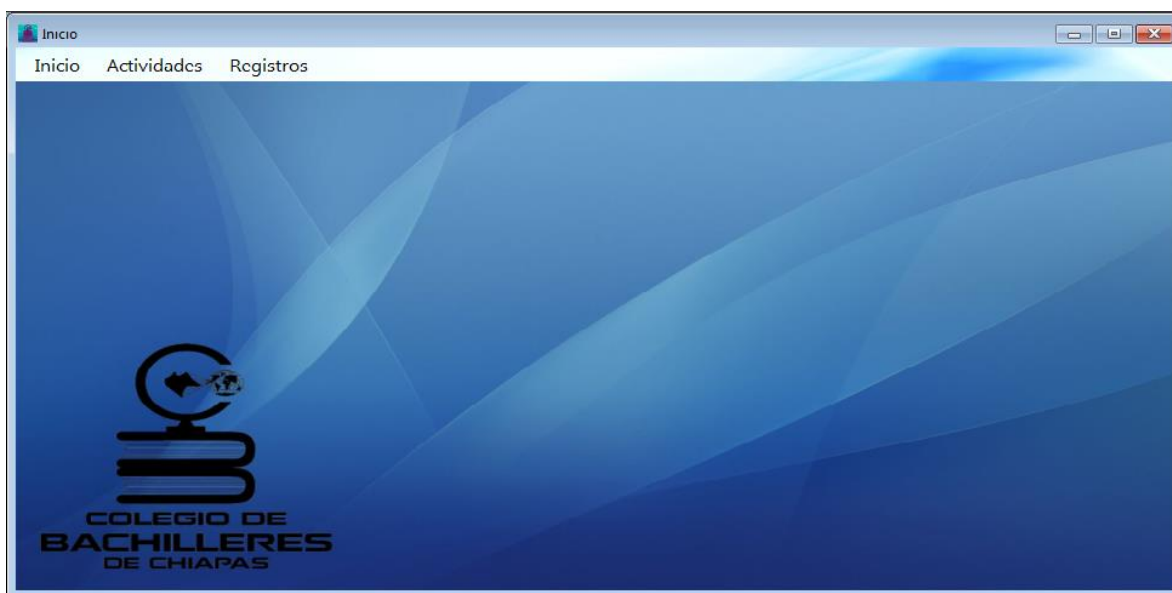 Inicio
Inicio Actividades Registros
COLEGIO DE
BACHILLERES
DE CHIAPAS